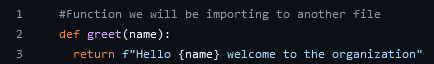 1 #Function we will be importing to another file
2 def greet(name):
3 return f"Hello {name} welcome to the organization"